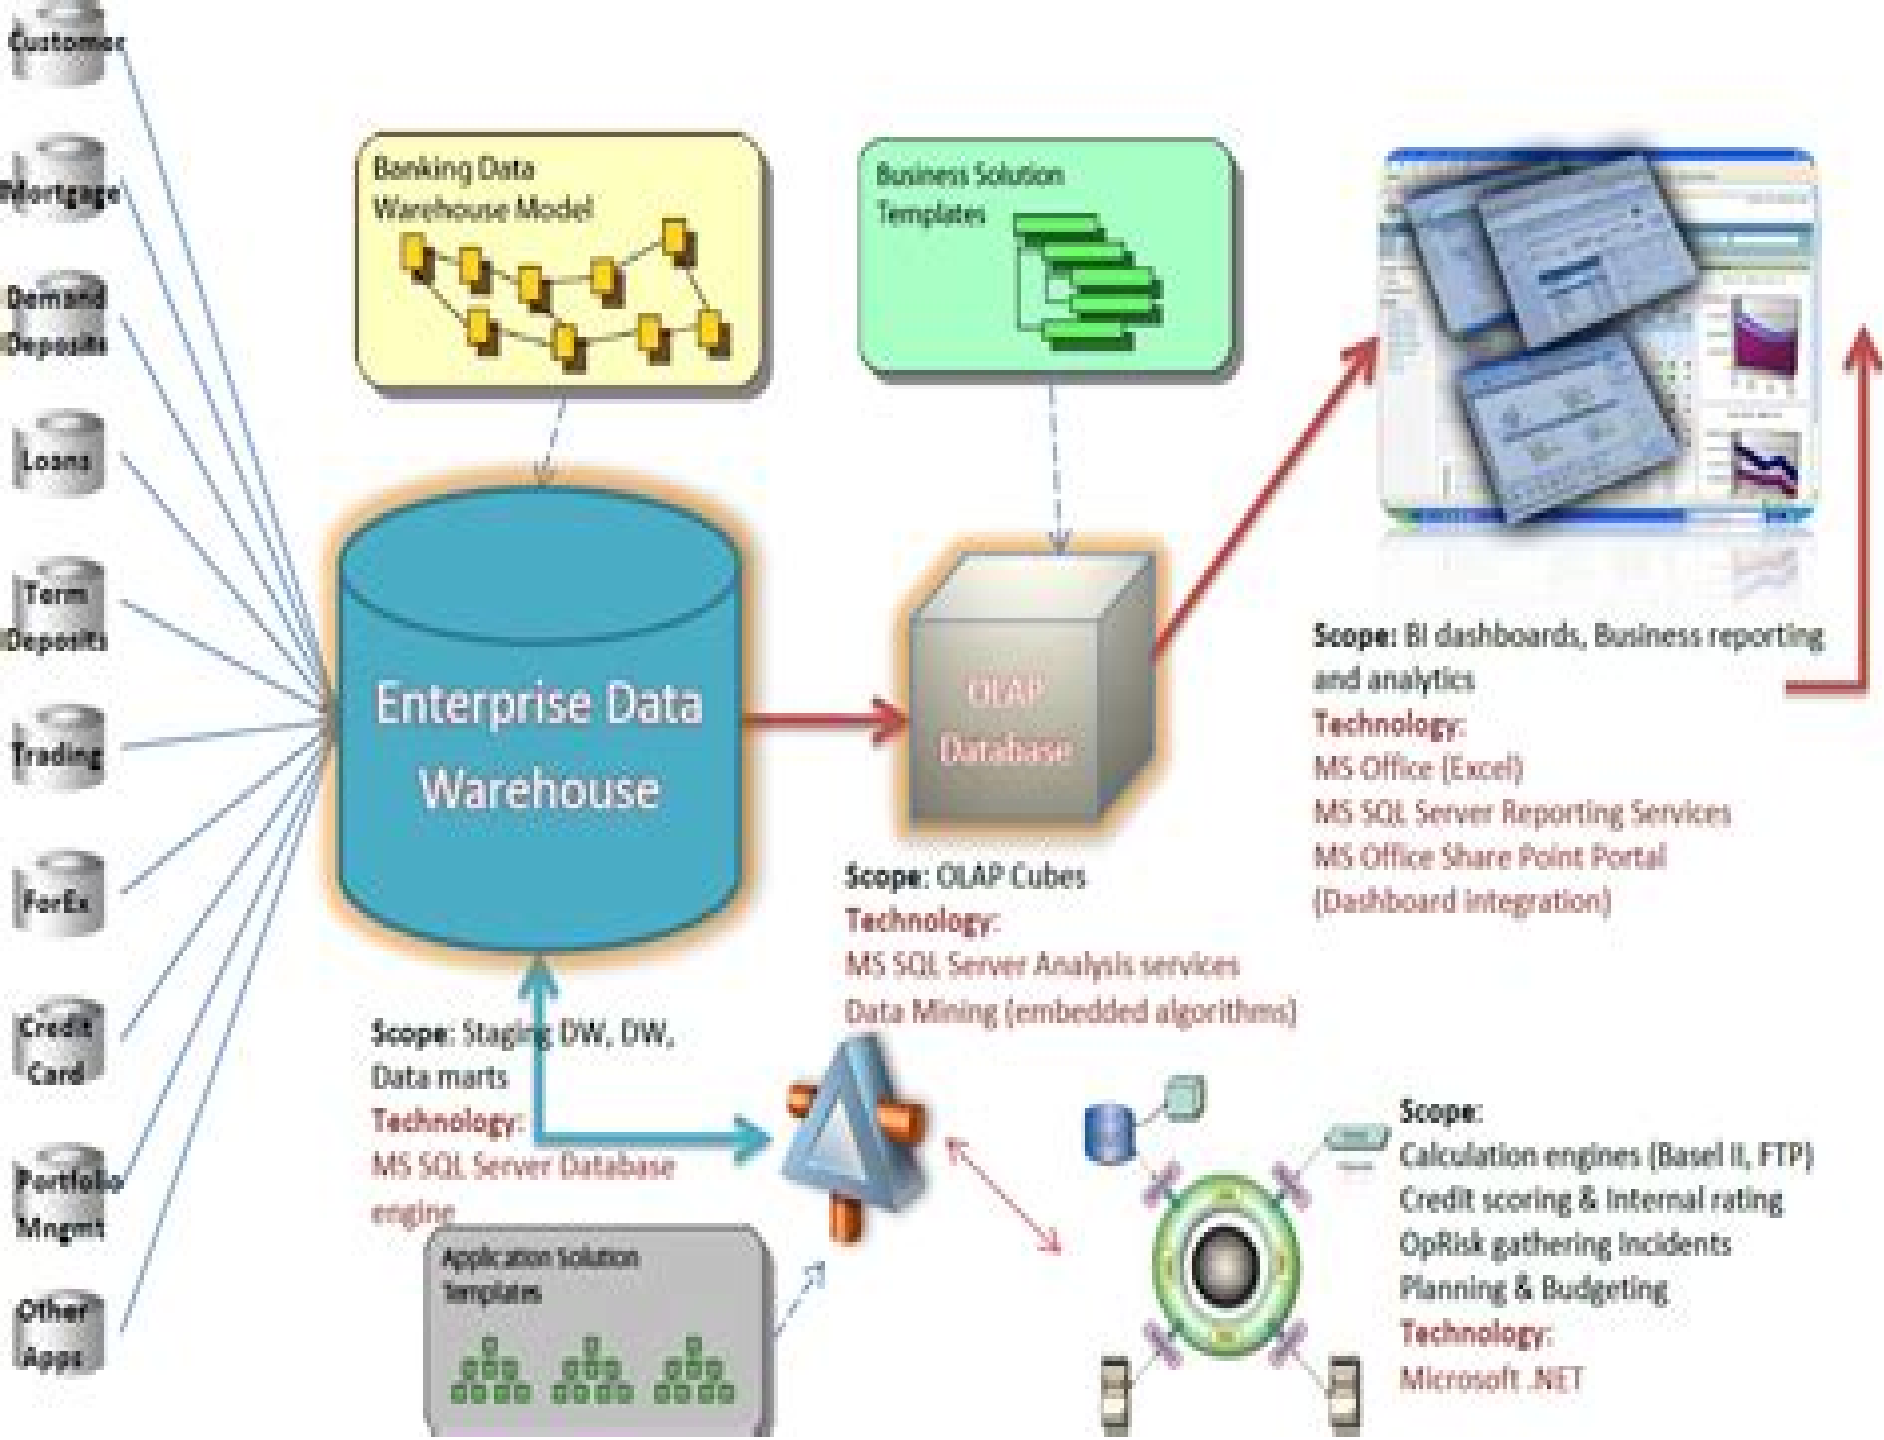 Customer
Mortgage
Demand
Deposits
Loans
Term
Deposits
Trading
ForEx
Credit
Card
Portfolio
Mngmt
Other
Apps
Banking Data
Warehouse Model
Business Solution
Templates
Enterprise Data
Warehouse
OLAP
Database
Scope: BI dashboards, Business reporting
and analytics
Technology:
MS Office (Excel)
MS SQL Server Reporting Services
MS Office Share Point Portal
(Dashboard integration)
Scope: OLAP Cubes
Technology:
MS SQL Server Analysis services
Data Mining (embedded algorithms)
Scope: Staging DW, DW,
Data marts
Technology:
MS SQL Server Database
engine
Application Solution
Templates
Scope:
Calculation engines (Basel II, FTP)
Credit scoring & Internal rating
OpRisk gathering Incidents
Planning & Budgeting
Technology:
Microsoft .NET